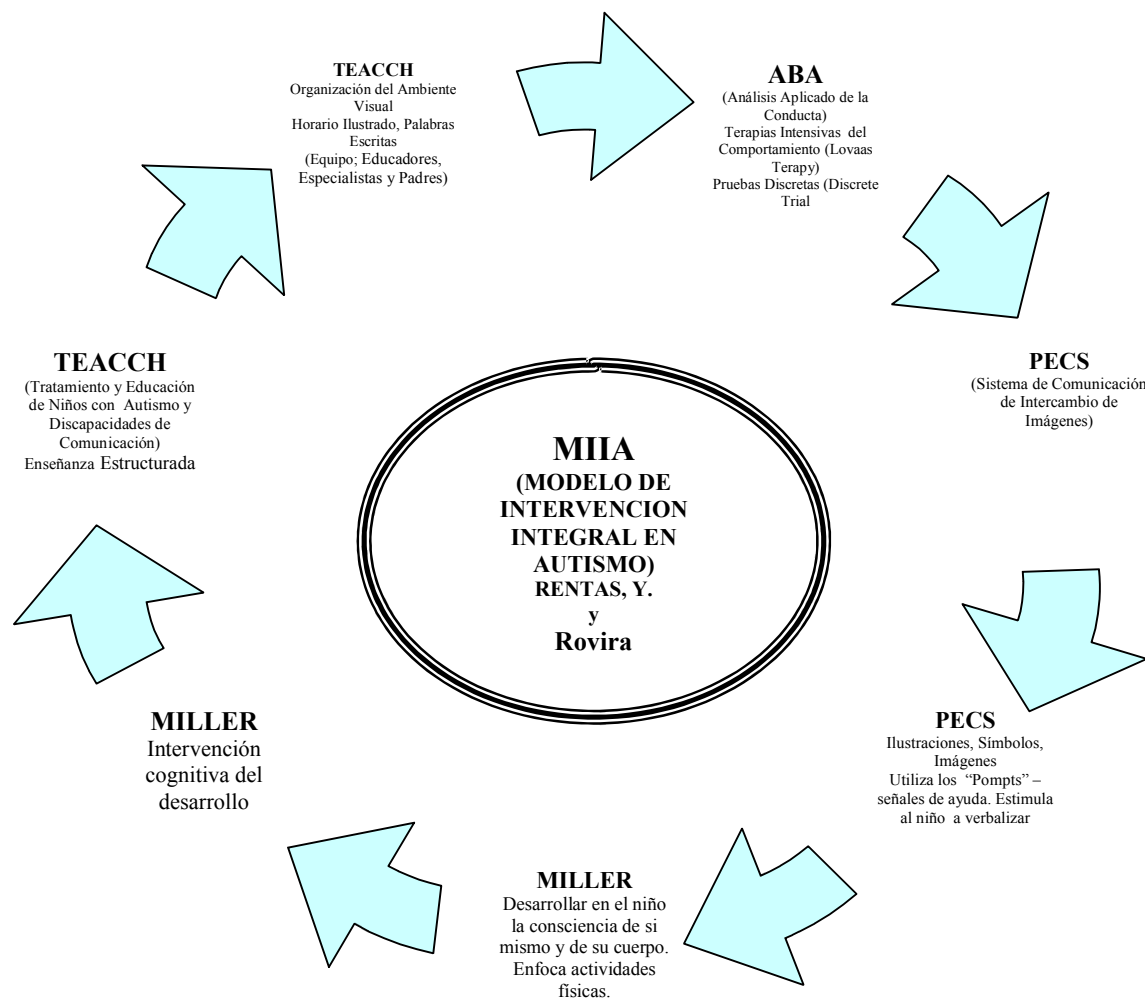 TEACCH
Organización del Ambiente
Visual
Horario Ilustrado, Palabras
Escritas
(Equipo; Educadores,
Especialistas y Padres)
ABA
(Análisis Aplicado de la
Conducta)
Terapias Intensivas del
Comportamiento (Lovaas
Terapy)
Pruebas Discretas (Discrete
Trial
PECS
(Sistema de Comunicación
de Intercambio de
Imágenes)
PECS
Ilustraciones, Símbolos,
Imágenes
Utiliza los “Pompts” –
señales de ayuda. Estimula
al niño a verbalizar
MILLER
Desarrollar en el niño
la consciencia de si
mismo y de su cuerpo.
Enfoca actividades
físicas.
MILLER
Intervención
cognitiva del
desarrollo
TEACCH
(Tratamiento y Educación
de Niños con Autismo y
Discapacidades de
Comunicación)
Enseñanza Estructurada
MIIA
(MODELO DE
INTERVENCION
INTEGRAL EN
AUTISMO)
RENTAS, Y.
y
Rovira